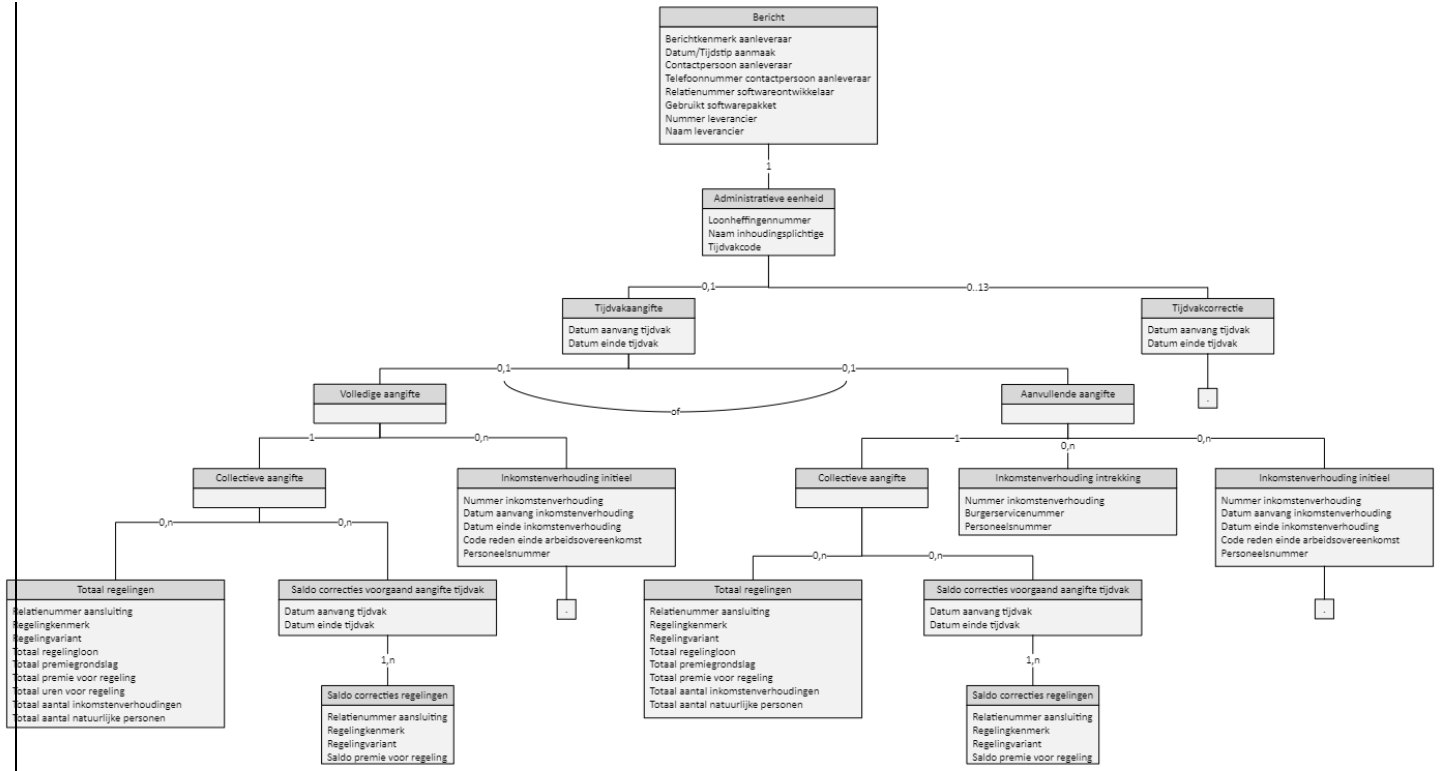 Bericht
Berichtkenmerk aanleveraar
Datum/Tijdstip aanmaak
Contactpersoon aanleveraar
Telefoonnummer contactpersoon aanleveraar
Relatienummer softwareontwikkelaar
Gebruikt softwarepakket
Nummer leverancier
Naam leverancier
1
Administratieve eenheid
Loonheffingennummer
Naam inhoudingsplichtige
Tijdvakcode
0,1
0..13
Tijdvakaangifte
Datum aanvang tijdvak
Datum einde tijdvak
Tijdvakcorrectie
Datum aanvang tijdvak
Datum einde tijdvak
.
0,1
0,1
of
Volledige aangifte
Aanvullende aangifte
1
0,n
1
0,n
0,n
Collectieve aangifte
Inkomstenverhouding initieel
Nummer inkomstenverhouding
Datum aanvang inkomstenverhouding
Datum einde inkomstenverhouding
Code reden einde arbeidsovereenkomst
Personeelsnummer
.
Collectieve aangifte
Inkomstenverhouding intrekking
Nummer inkomstenverhouding
Burgerservicenummer
Personeelsnummer
Inkomstenverhouding initieel
Nummer inkomstenverhouding
Datum aanvang inkomstenverhouding
Datum einde inkomstenverhouding
Code reden einde arbeidsovereenkomst
Personeelsnummer
.
0,n
0,n
0,n
0,n
Totaal regelingen
Relatienummer aansluiting
Regelingkenmerk
Regelingvariant
Totaal regelingloon
Totaal premiegrondslag
Totaal premie voor regeling
Totaal uren voor regeling
Totaal aantal inkomstenverhoudingen
Totaal aantal natuurlijke personen
Saldo correcties voorgaand aangifte tijdvak
Datum aanvang tijdvak
Datum einde tijdvak
1,n
Saldo correcties regelingen
Relatienummer aansluiting
Regelingkenmerk
Regelingvariant
Saldo premie voor regeling
Totaal regelingen
Relatienummer aansluiting
Regelingkenmerk
Regelingvariant
Totaal regelingloon
Totaal premiegrondslag
Totaal premie voor regeling
Totaal aantal inkomstenverhoudingen
Totaal aantal natuurlijke personen
Saldo correcties voorgaand aangifte tijdvak
Datum aanvang tijdvak
Datum einde tijdvak
1,n
Saldo correcties regelingen
Relatienummer aansluiting
Regelingkenmerk
Regelingvariant
Saldo premie voor regeling